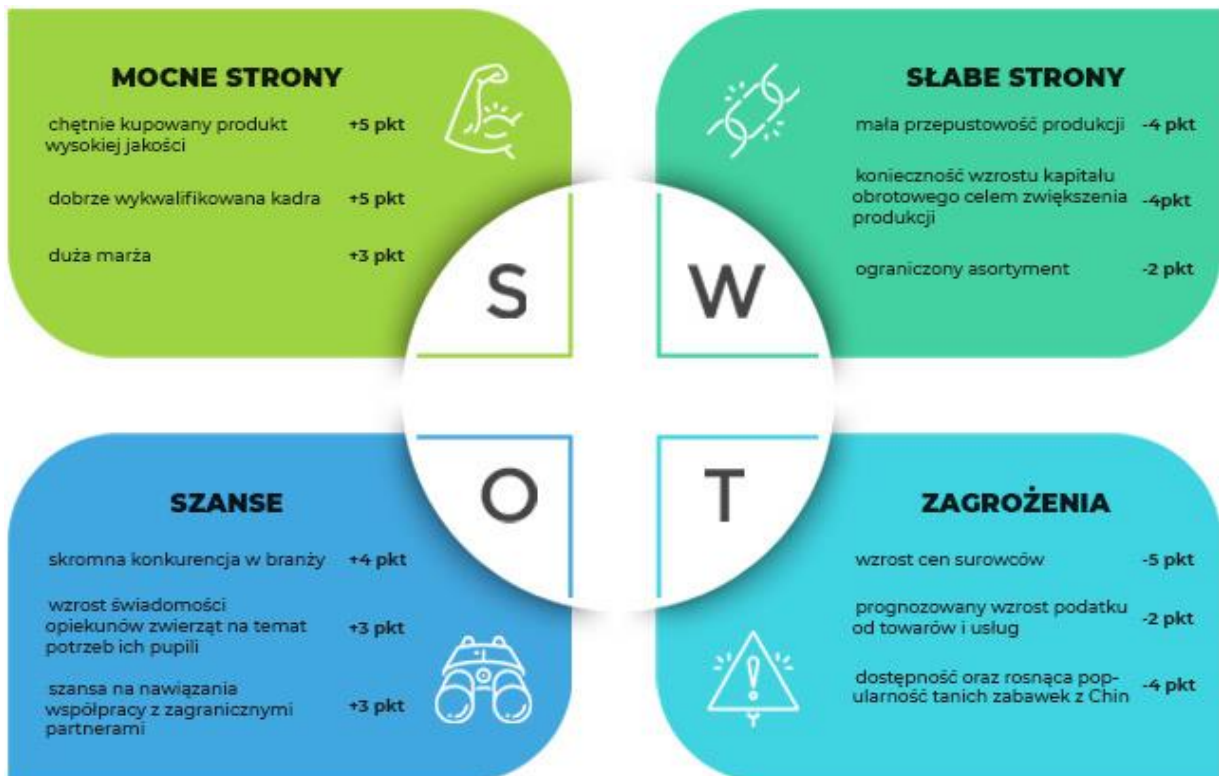 MOCNE STRONY
chętnie kupowany produkt +5 pkt
wysokiej jakości
dobrze wykwalifikowana kadra +5 pkt
duża marża +3 pkt
SŁABE STRONY
mała przepustowość produkcji -4 pkt
konieczność wzrostu kapitału
obrotowego celem zwiększenia -4pkt
produkcji
ograniczony asortyment -2 pkt
S
W
O
T
SZANSE
skromna konkurencja w branży +4 pkt
wzrost świadomości
opiekunów zwierząt na temat +3 pkt
potrzeb ich pupili
szansa na nawiązania
współpracy z zagranicznymi +3 pkt
partnerami
ZAGROŻENIA
wzrost cen surowców -5 pkt
prognozowany wzrost podatku -2 pkt
od towarów i usług
dostępność oraz rosnąca pop- -4 pkt
ularność tanich zabawek z Chin